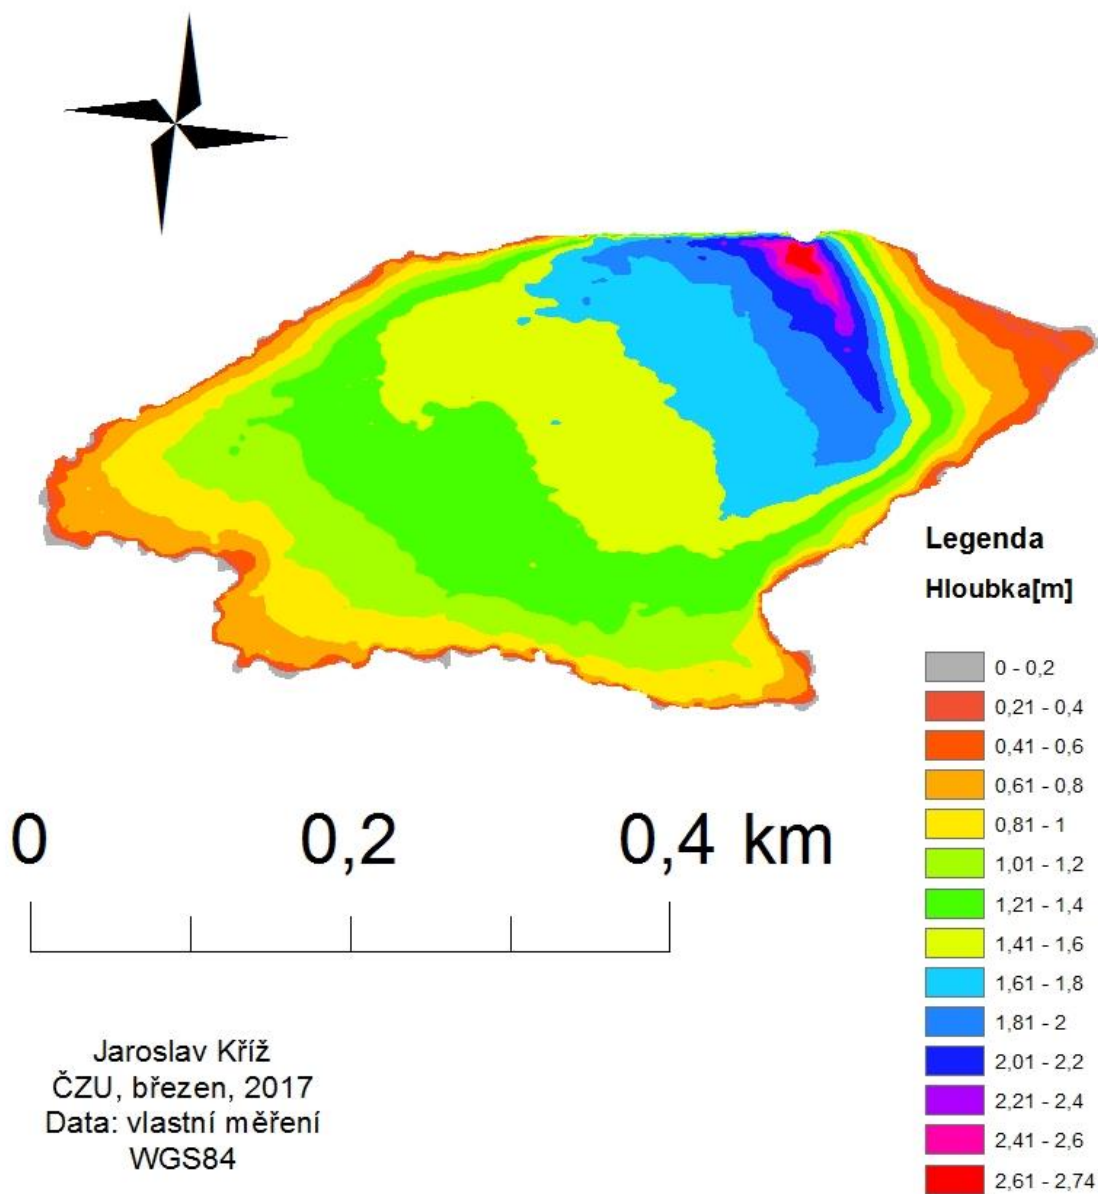 Legenda
Hloubka[m]
0 - 0,2
0,21 - 0,4
0,41 - 0,6
0,61 - 0,8
0,81 - 1
1,01 - 1,2
1,21 - 1,4
1,41 - 1,6
1,61 - 1,8
1,81 - 2
2,01 - 2,2
2,21 - 2,4
2,41 - 2,6
2,61 - 2,74
0 0,2 0,4 km
Jaroslav Kříž
ČZU, březen, 2017
Data: vlastní měření
WGS84